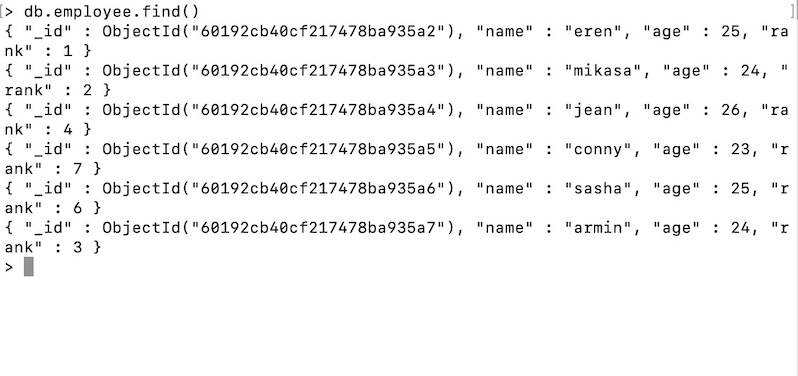 [> db.employee.find() ]
{ "_id" : ObjectId("60192cb40cf217478ba935a2"), "name" : "eren", "age" : 25, "ra
nk" : 1 }
{ "_id" : ObjectId("60192cb40cf217478ba935a3"), "name" : "mikasa", "age" : 24, "
rank" : 2 }
{ "_id" : ObjectId("60192cb40cf217478ba935a4"), "name" : "jean", "age" : 26, "ra
nk" : 4 }
{ "_id" : ObjectId("60192cb40cf217478ba935a5"), "name" : "conny", "age" : 23, "r
ank" : 7 }
{ "_id" : ObjectId("60192cb40cf217478ba935a6"), "name" : "sasha", "age" : 25, "r
ank" : 6 }
{ "_id" : ObjectId("60192cb40cf217478ba935a7"), "name" : "armin", "age" : 24, "r
ank" : 3 }
>